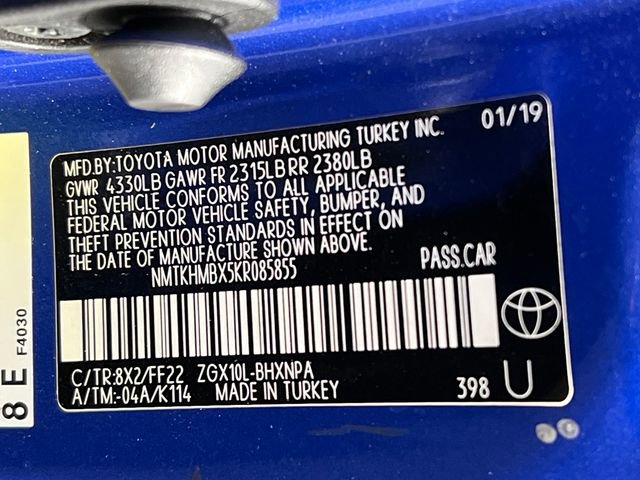 MFD.BY:TOYOTA MOTOR MANUFACTURING TURKEY INC. 01/19
GVWR 4330LB GAWR FR 2315LB RR 2380LB
THIS VEHICLE CONFORMS TO ALL APPLICABLE
FEDERAL MOTOR VEHICLE SAFETY, BUMPER, AND
THEFT PREVENTION STANDARDS IN EFFECT ON
THE DATE OF MANUFACTURE SHOWN ABOVE.
NMTKHMBX5KR085855 PASS.CAR
C/TR:8X2/FF22 ZGX10L-BHXNPA
A/TM:-04A/K114 MADE IN TURKEY 398 U
8 E
F4030